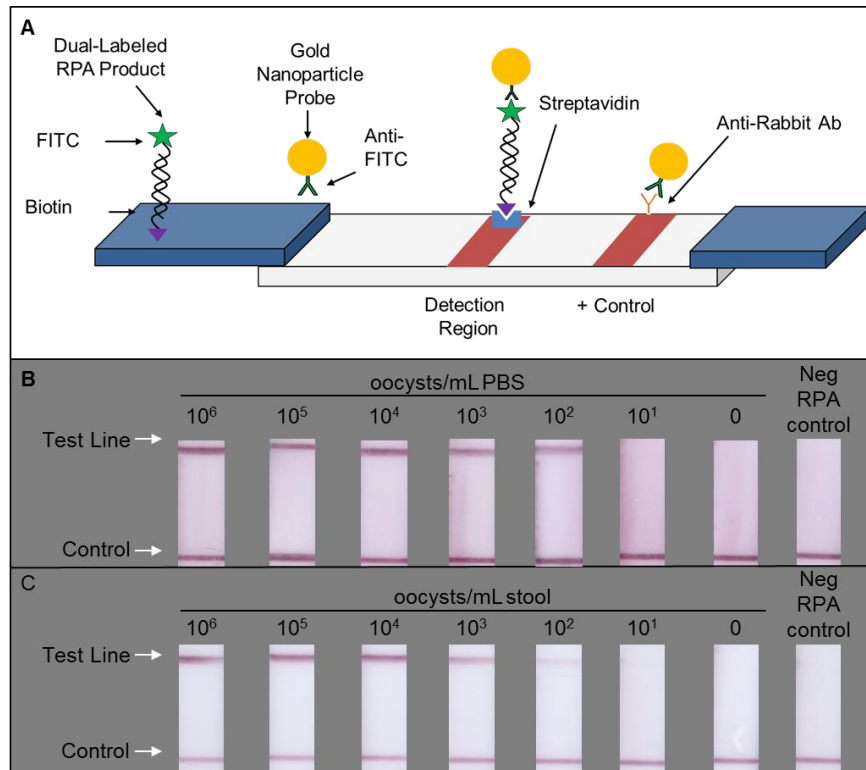 A
Dual-Labeled
RPA Product
Gold
Nanoparticle
Probe
Streptavidin
Anti-Rabbit Ab
FITC
Anti-
FITC
Biotin
Detection
Region
+ Control
B
oocysts/mL PBS
Neg
RPA
control
10⁶ 10⁵ 10⁴ 10³ 10² 10¹ 0
Test Line
Control
C
oocysts/mL stool
Neg
RPA
control
10⁶ 10⁵ 10⁴ 10³ 10² 10¹ 0
Test Line
Control